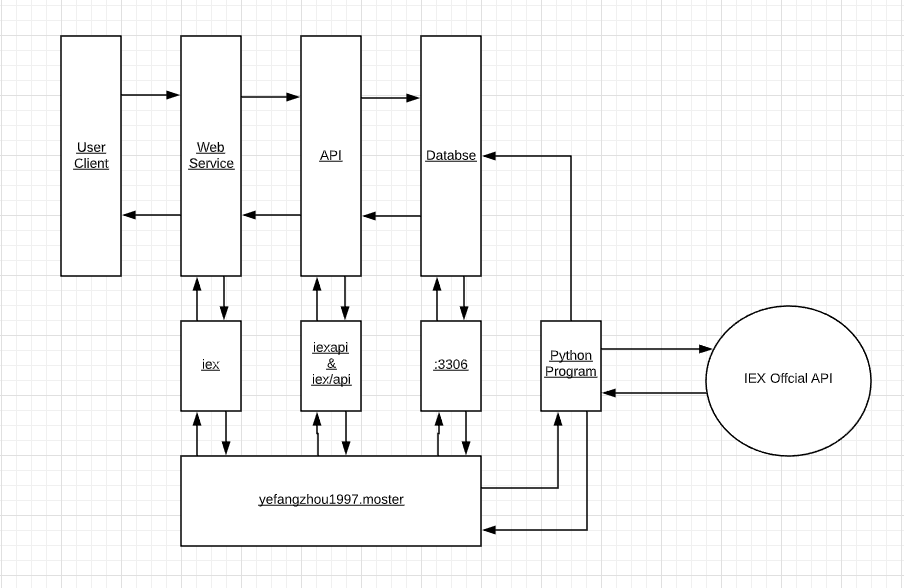 User
Client
Web
Service
API
Databse
iex
iexapi
&
iex/api
:3306
Python
Program
IEX Offcial API
yefangzhou1997.moster